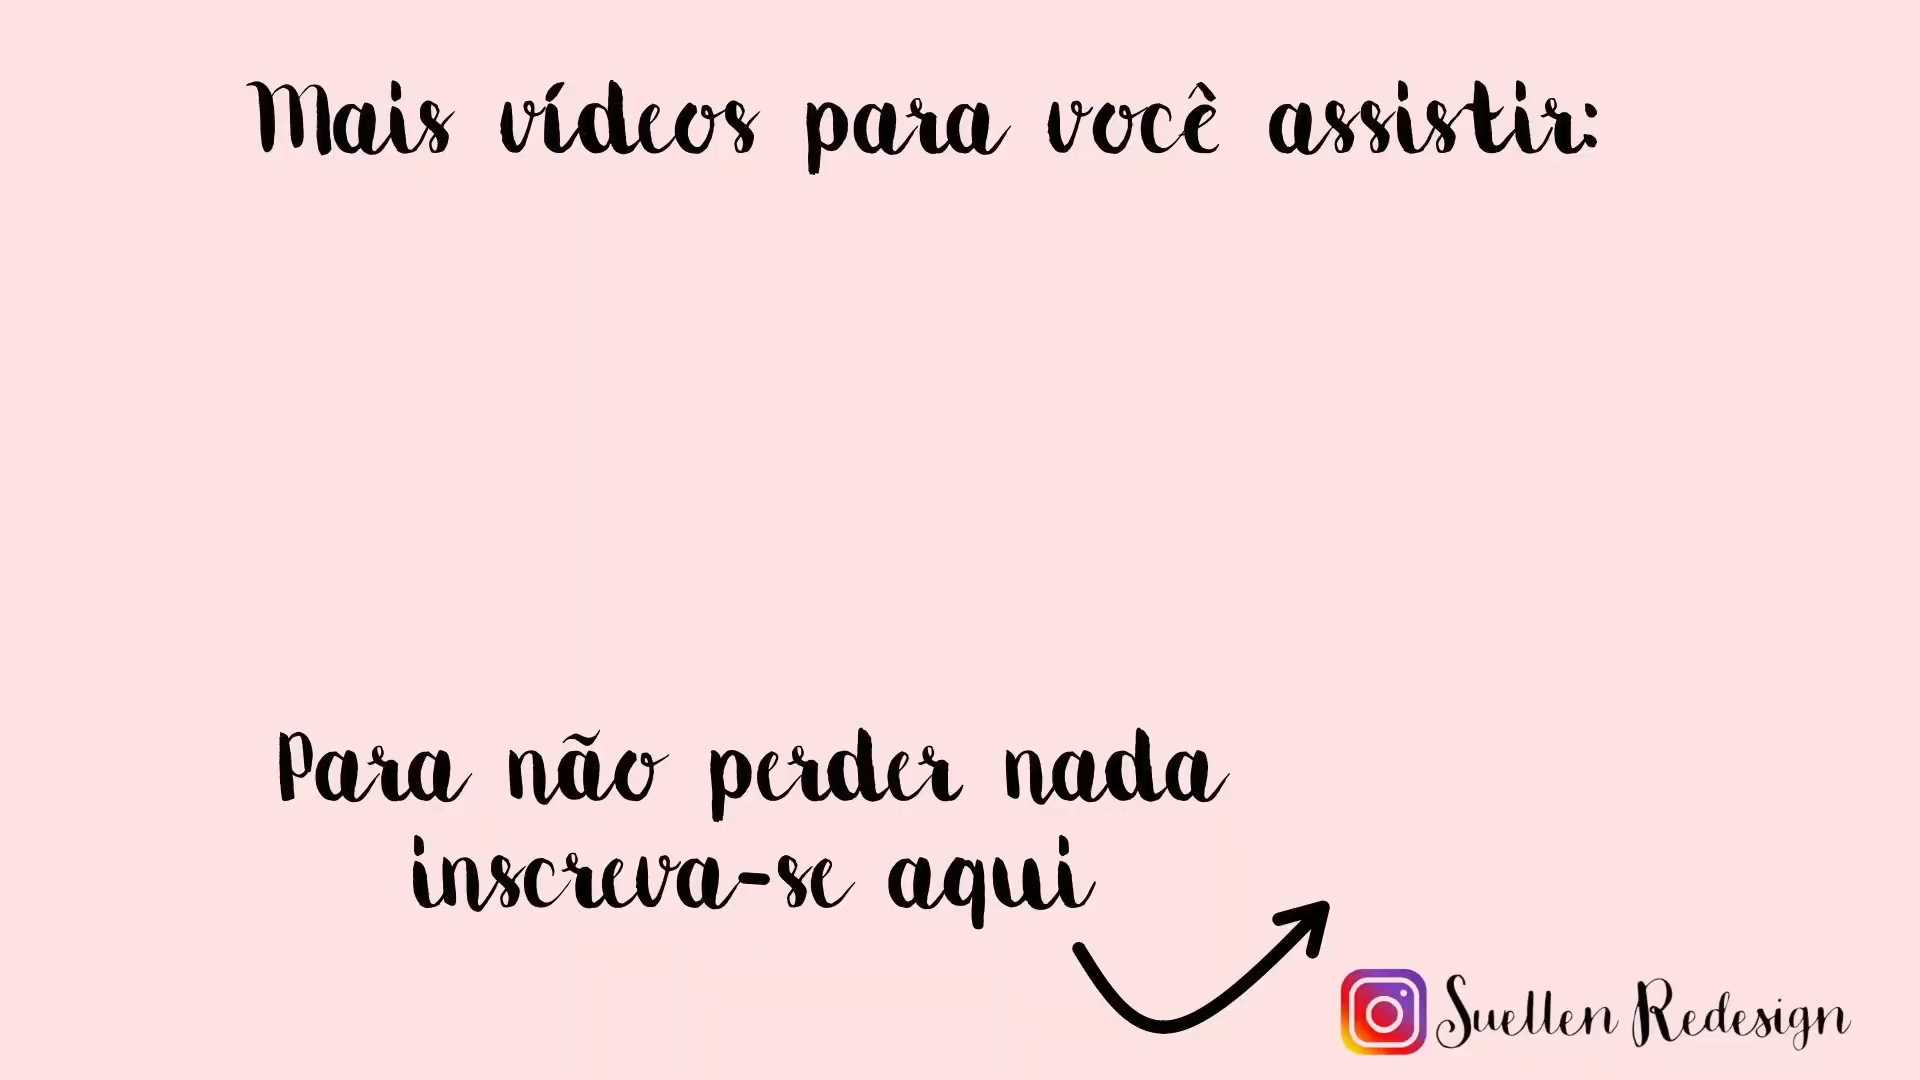 Mais vídeos para você assistir:
Para não perder nada
inscreva-se aqui
Suellen Redesign